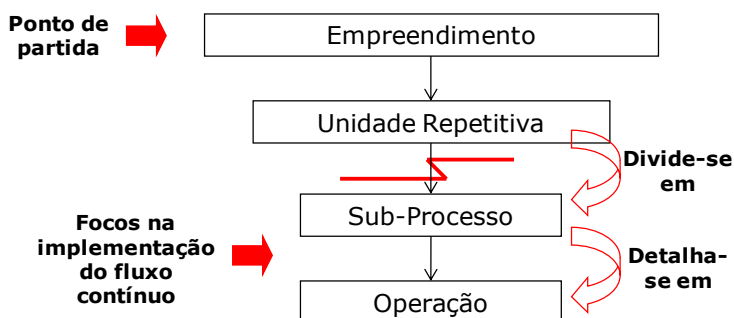 Ponto de
partida
Empreendimento
Unidade Repetitiva
Divide-se
em
Sub-Processo
Focos na
implementação
do fluxo
contínuo
Detalha-
se em
Operação